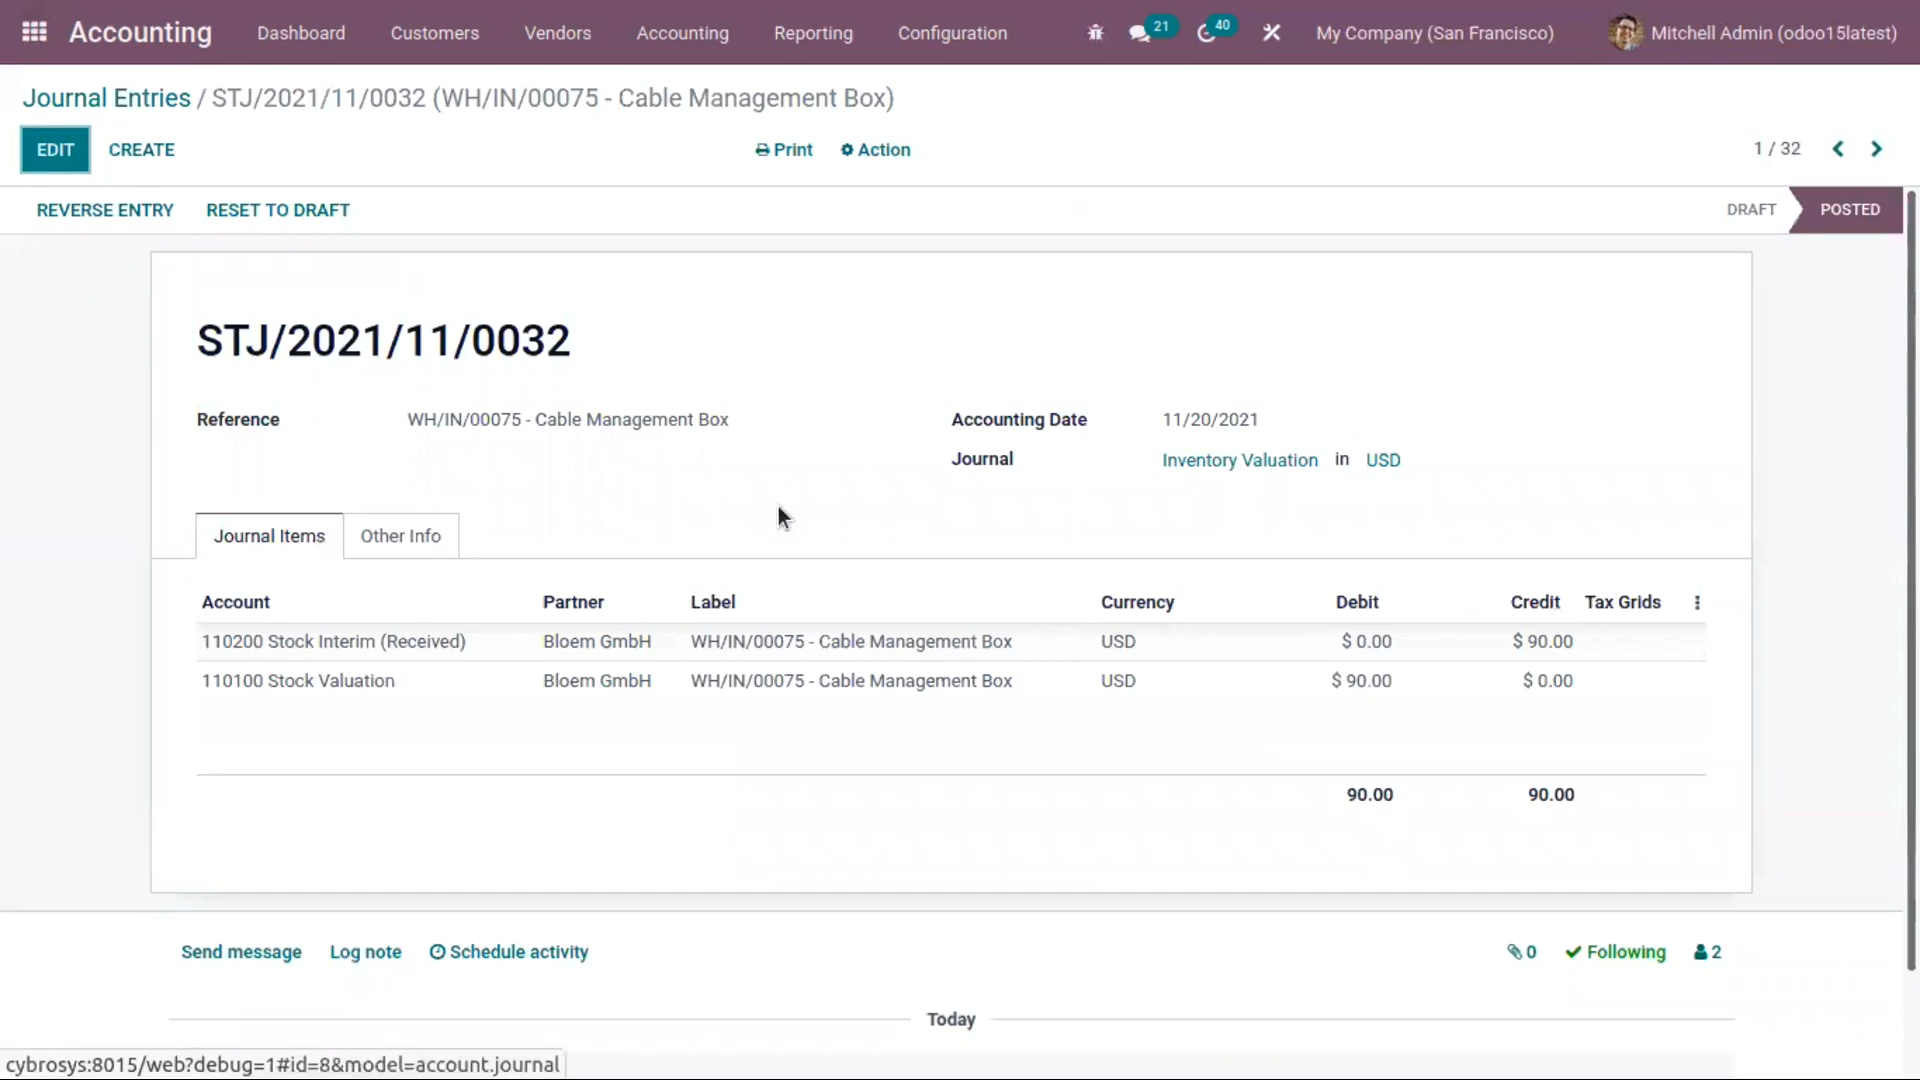 Accounting Dashboard Customers Vendors Accounting Reporting Configuration 21 40 My Company (San Francisco) Mitchell Admin (odoo15latest)
Journal Entries / STJ/2021/11/0032 (WH/IN/00075 - Cable Management Box)
EDIT CREATE Print Action 1 / 32
REVERSE ENTRY RESET TO DRAFT DRAFT POSTED
STJ/2021/11/0032
Reference WH/IN/00075 - Cable Management Box Accounting Date 11/20/2021
Journal Inventory Valuation in USD
Journal Items Other Info
Account Partner Label Currency Debit Credit Tax Grids
110200 Stock Interim (Received) Bloem GmbH WH/IN/00075 - Cable Management Box USD $ 0.00 $ 90.00
110100 Stock Valuation Bloem GmbH WH/IN/00075 - Cable Management Box USD $ 90.00 $ 0.00
90.00 90.00
Send message Log note Schedule activity 0 Following 2
Today
cybrosys:8015/web?debug=1#id=8&model=account.journal